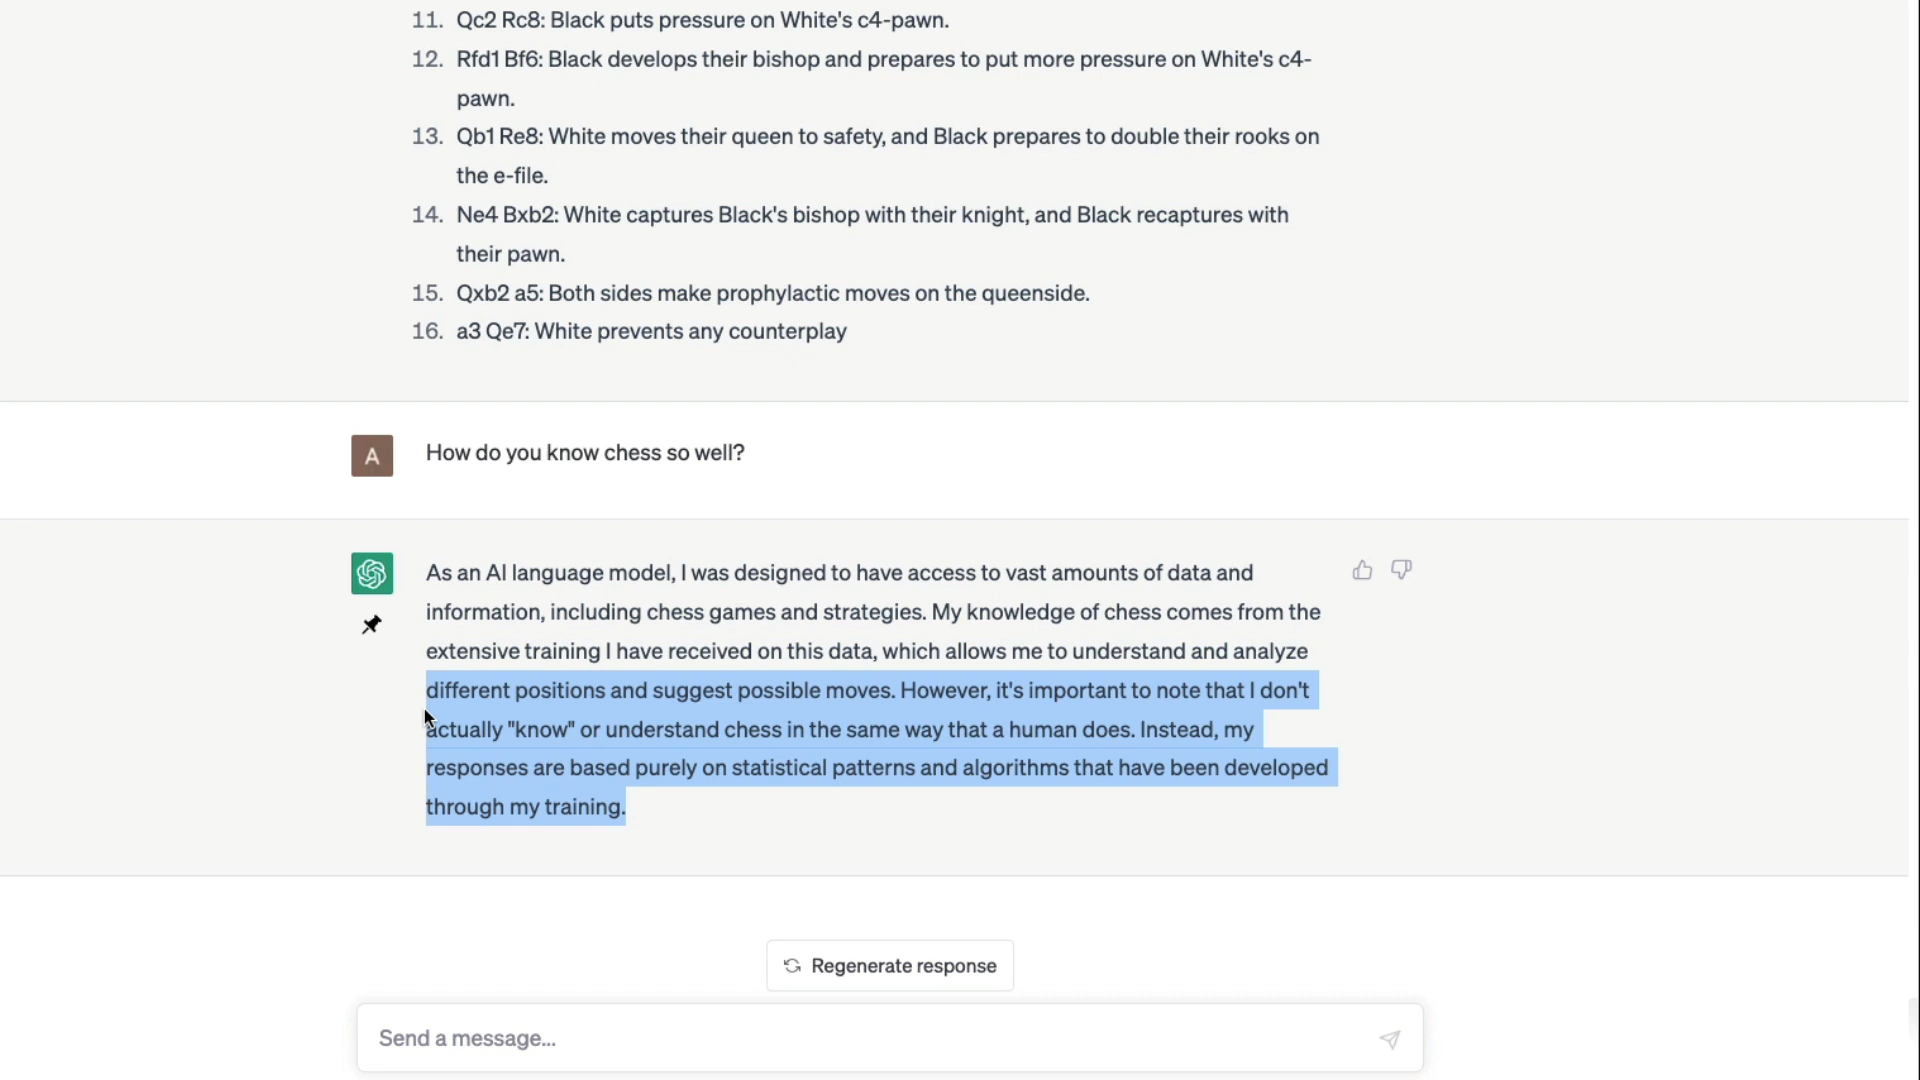 11. Qc2 Rc8: Black puts pressure on White's c4-pawn.
12. Rfd1 Bf6: Black develops their bishop and prepares to put more pressure on White's c4-
pawn.
13. Qb1 Re8: White moves their queen to safety, and Black prepares to double their rooks on
the e-file.
14. Ne4 Bxb2: White captures Black's bishop with their knight, and Black recaptures with
their pawn.
15. Qxb2 a5: Both sides make prophylactic moves on the queenside.
16. a3 Qe7: White prevents any counterplay
A
How do you know chess so well?
As an AI language model, I was designed to have access to vast amounts of data and
information, including chess games and strategies. My knowledge of chess comes from the
extensive training I have received on this data, which allows me to understand and analyze
different positions and suggest possible moves. However, it's important to note that I don't
actually "know" or understand chess in the same way that a human does. Instead, my
responses are based purely on statistical patterns and algorithms that have been developed
through my training.
Regenerate response
Send a message...